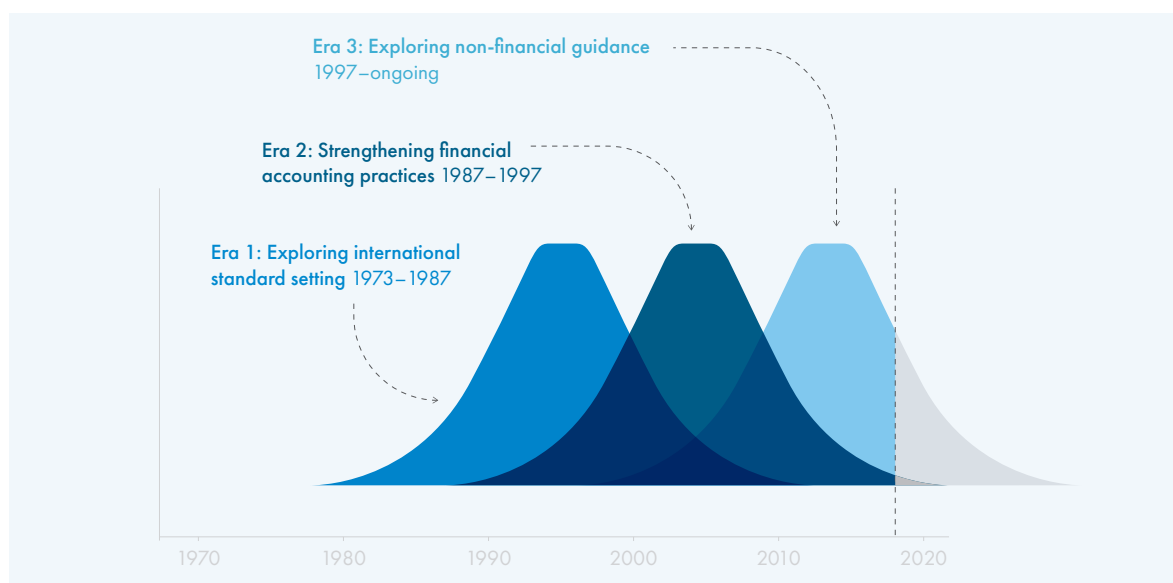 Era 3: Exploring non-financial guidance
1997–ongoing
Era 2: Strengthening financial
accounting practices 1987–1997
Era 1: Exploring international
standard setting 1973–1987
1970 1980 1990 2000 2010 2020